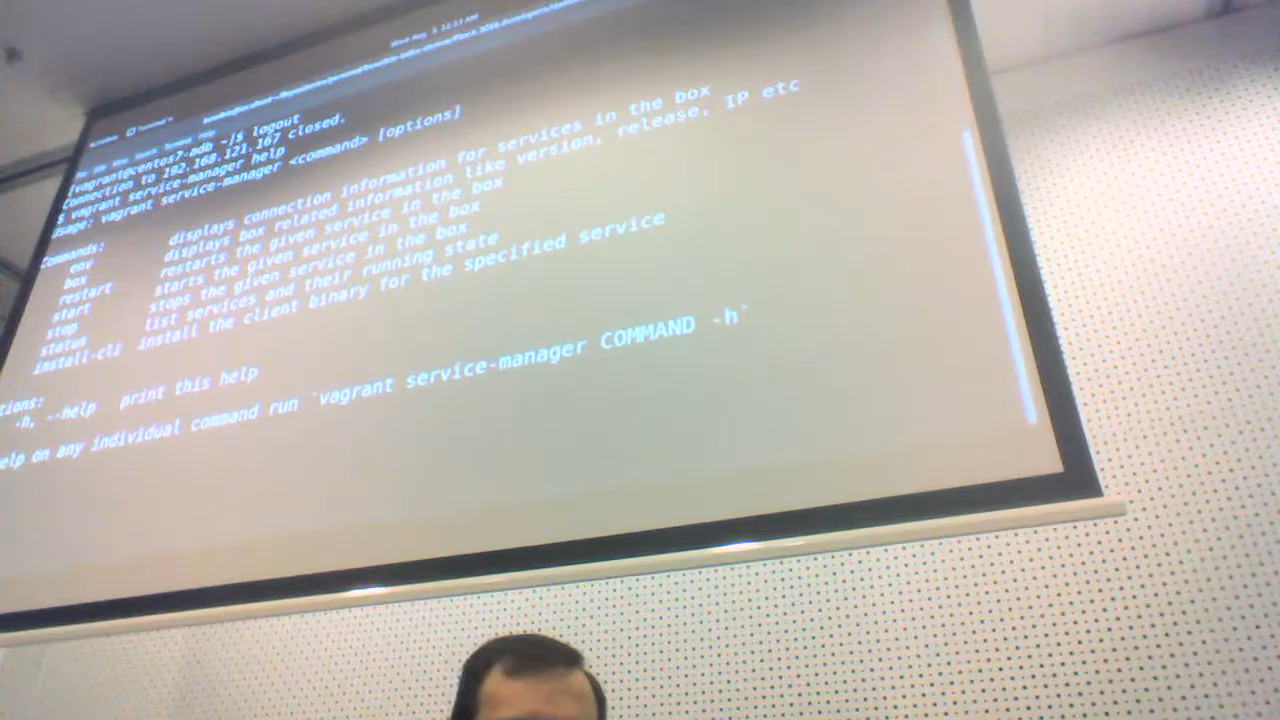 Terminal
[vagrant@centos7-adb ~]$ logout
Connection to 192.168.121.167 closed.
$ vagrant service-manager help
Usage: vagrant service-manager <command> [options]
Commands:
env displays connection information for services in the box
box displays box related information like version, release, IP etc
restart restarts the given service in the box
start starts the given service in the box
stop stops the given service in the box
status list services and their running state
install-cli install the client binary for the specified service
tions:
-h, --help print this help
elp on any individual command run `vagrant service-manager COMMAND -h`